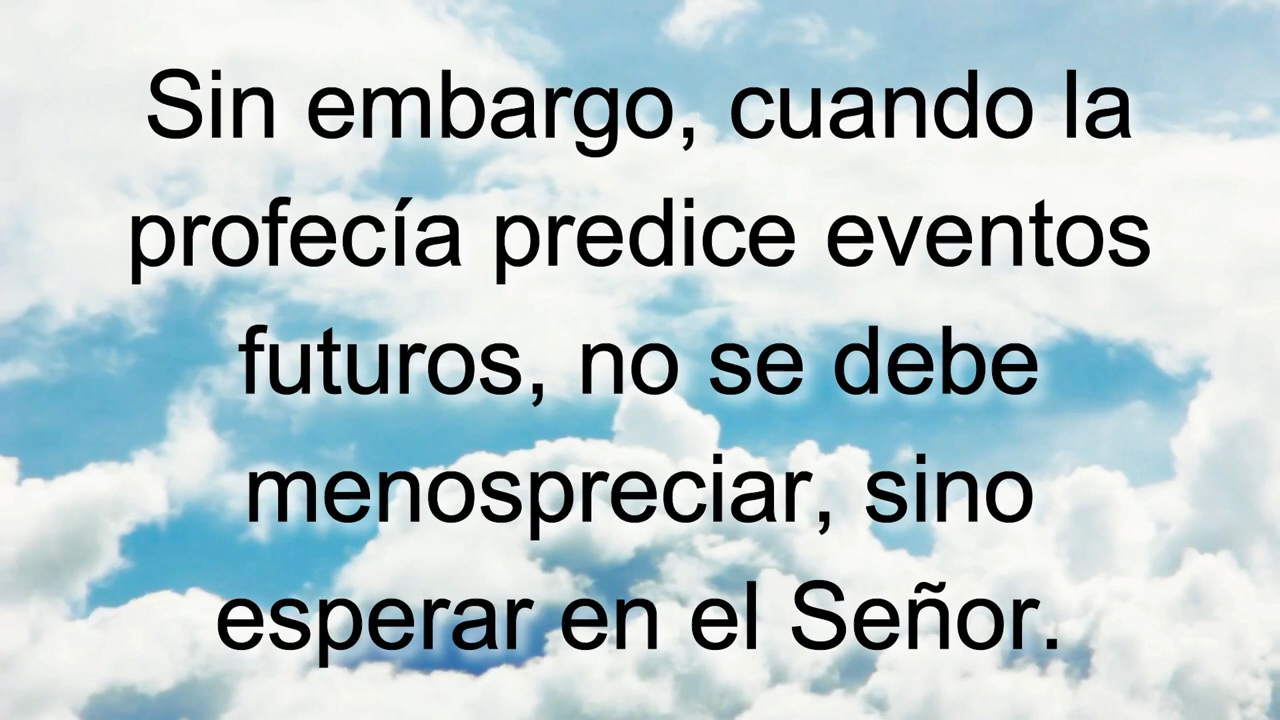 Sin embargo, cuando la
profecía predice eventos
futuros, no se debe
menospreciar, sino
esperar en el Señor.